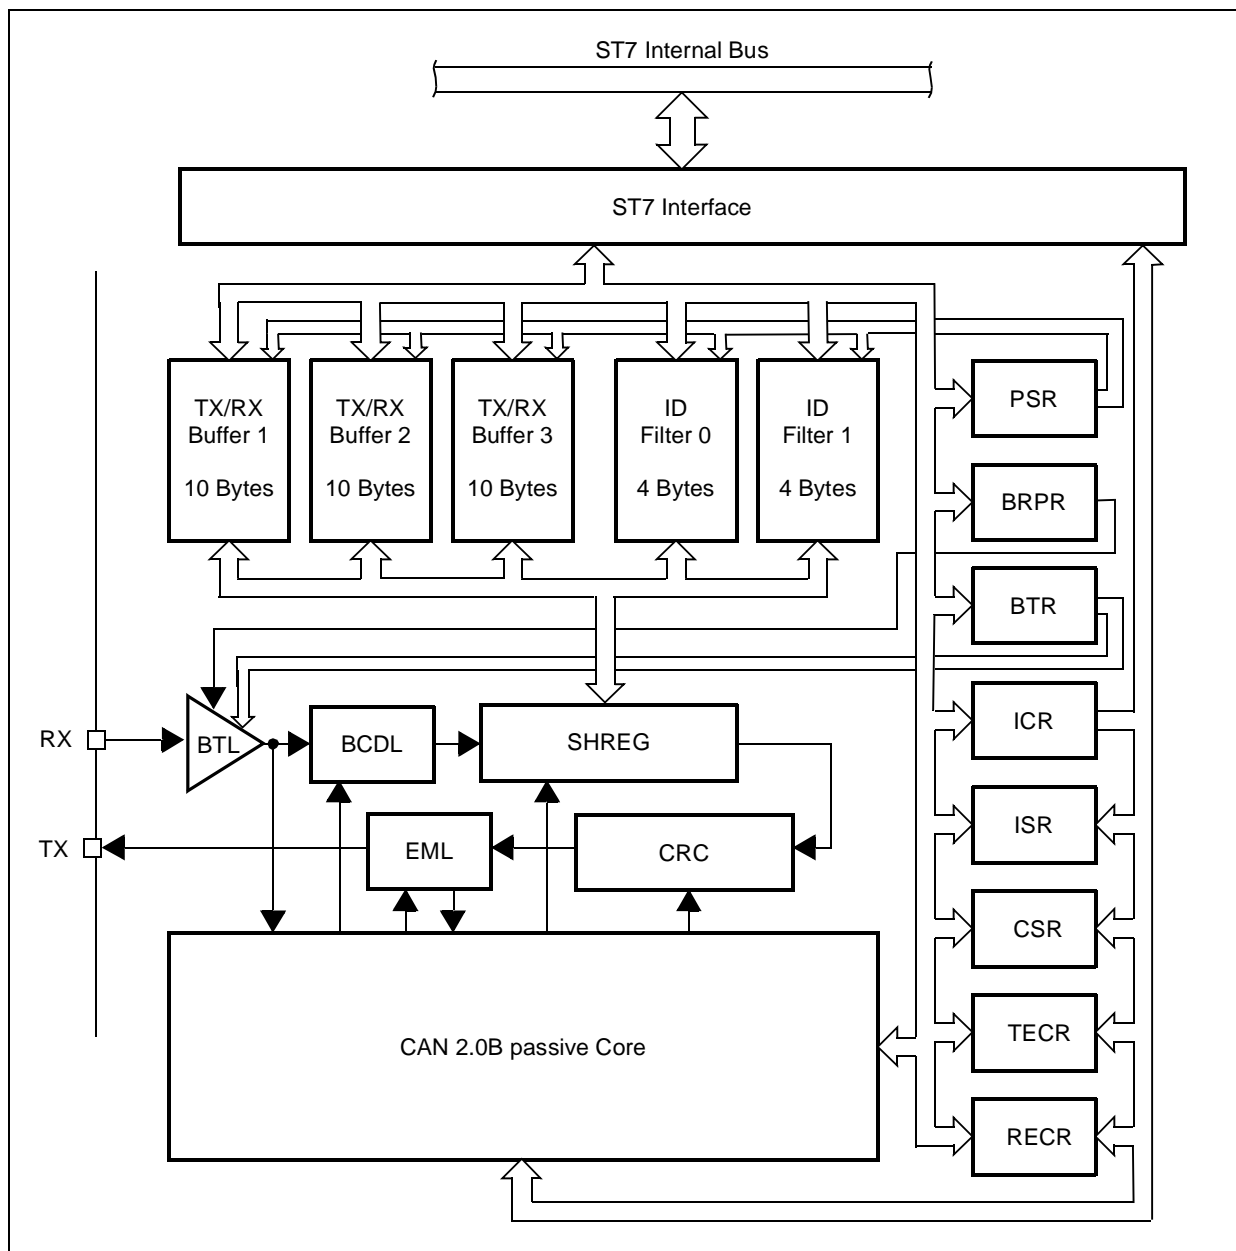 ST7 Internal Bus
ST7 Interface
TX/RX
Buffer 1
10 Bytes
TX/RX
Buffer 2
10 Bytes
TX/RX
Buffer 3
10 Bytes
ID
Filter 0
4 Bytes
ID
Filter 1
4 Bytes
PSR
BRPR
BTR
ICR
ISR
CSR
TECR
RECR
RX
BTL
BCDL
SHREG
TX
EML
CRC
CAN 2.0B passive Core